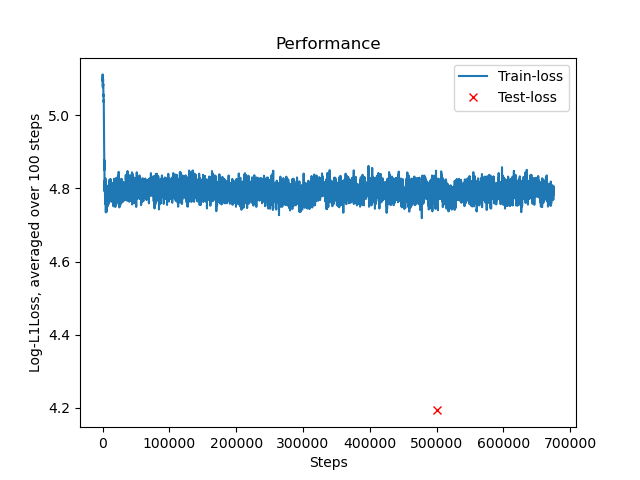 Performance
Train-loss
Test-loss
Log-L1Loss, averaged over 100 steps
5.0
4.8
4.6
4.4
4.2
0
100000
200000
300000
400000
500000
600000
700000
Steps